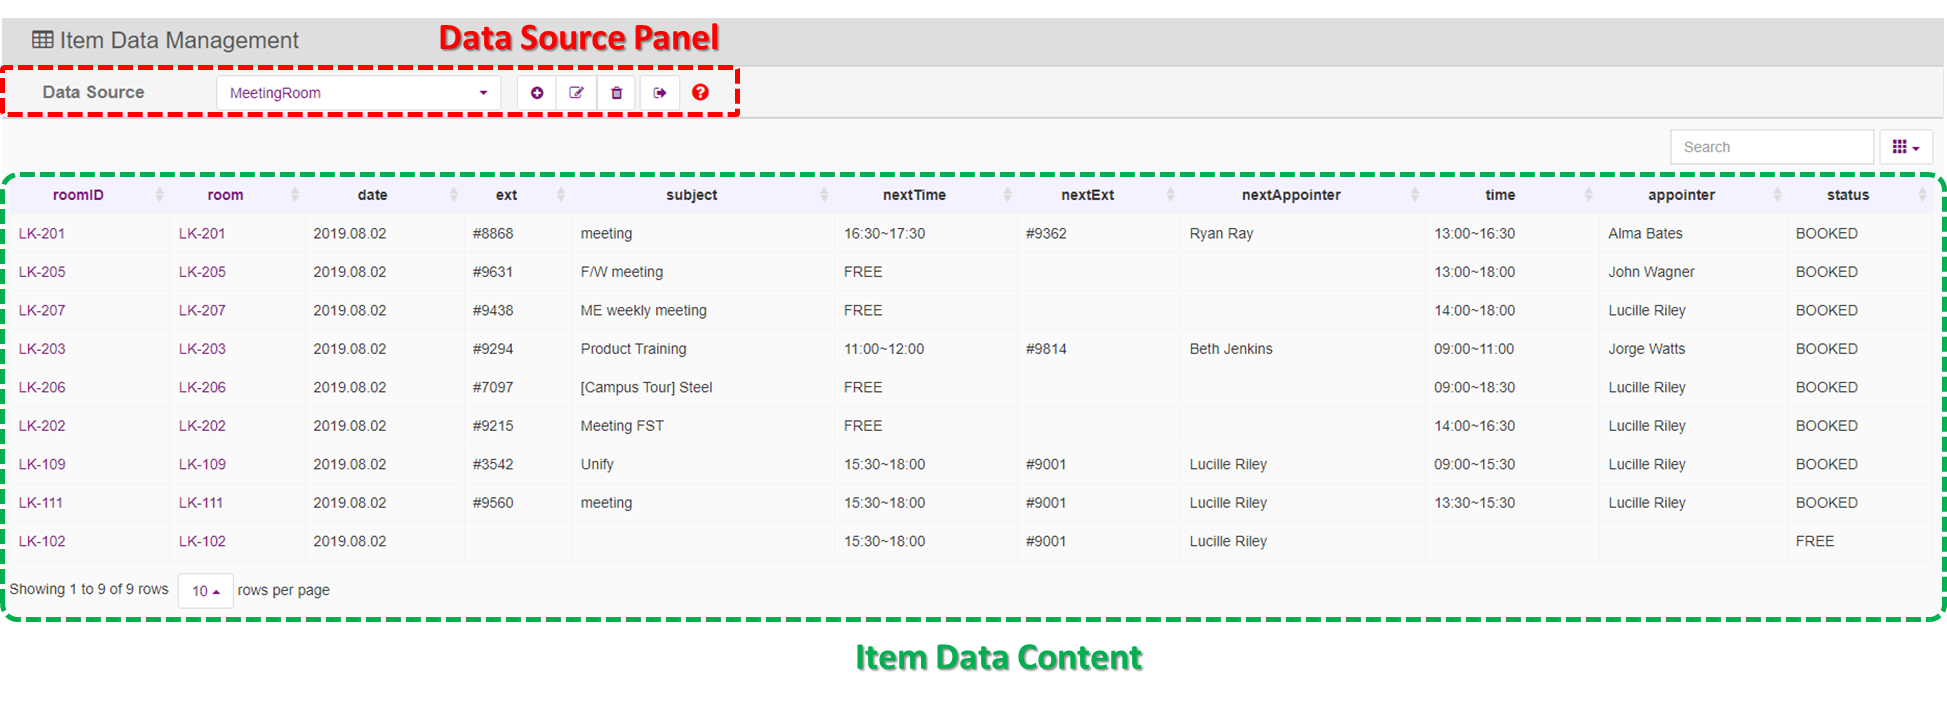 Item Data Management
Data Source Panel
Data Source MeetingRoom ?
Search
roomID room date ext subject nextTime nextExt nextAppointer time appointer status
LK-201 LK-201 2019.08.02 #8868 meeting 16:30~17:30 #9362 Ryan Ray 13:00~16:30 Alma Bates BOOKED
LK-205 LK-205 2019.08.02 #9631 F/W meeting FREE 13:00~18:00 John Wagner BOOKED
LK-207 LK-207 2019.08.02 #9438 ME weekly meeting FREE 14:00~18:00 Lucille Riley BOOKED
LK-203 LK-203 2019.08.02 #9294 Product Training 11:00~12:00 #9814 Beth Jenkins 09:00~11:00 Jorge Watts BOOKED
LK-206 LK-206 2019.08.02 #7097 [Campus Tour] Steel FREE 09:00~18:30 Lucille Riley BOOKED
LK-202 LK-202 2019.08.02 #9215 Meeting FST FREE 14:00~16:30 Lucille Riley BOOKED
LK-109 LK-109 2019.08.02 #3542 Unify 15:30~18:00 #9001 Lucille Riley 09:00~15:30 Lucille Riley BOOKED
LK-111 LK-111 2019.08.02 #9560 meeting 15:30~18:00 #9001 Lucille Riley 13:30~15:30 Lucille Riley BOOKED
LK-102 LK-102 2019.08.02 15:30~18:00 #9001 Lucille Riley FREE
Showing 1 to 9 of 9 rows 10 rows per page
Item Data Content